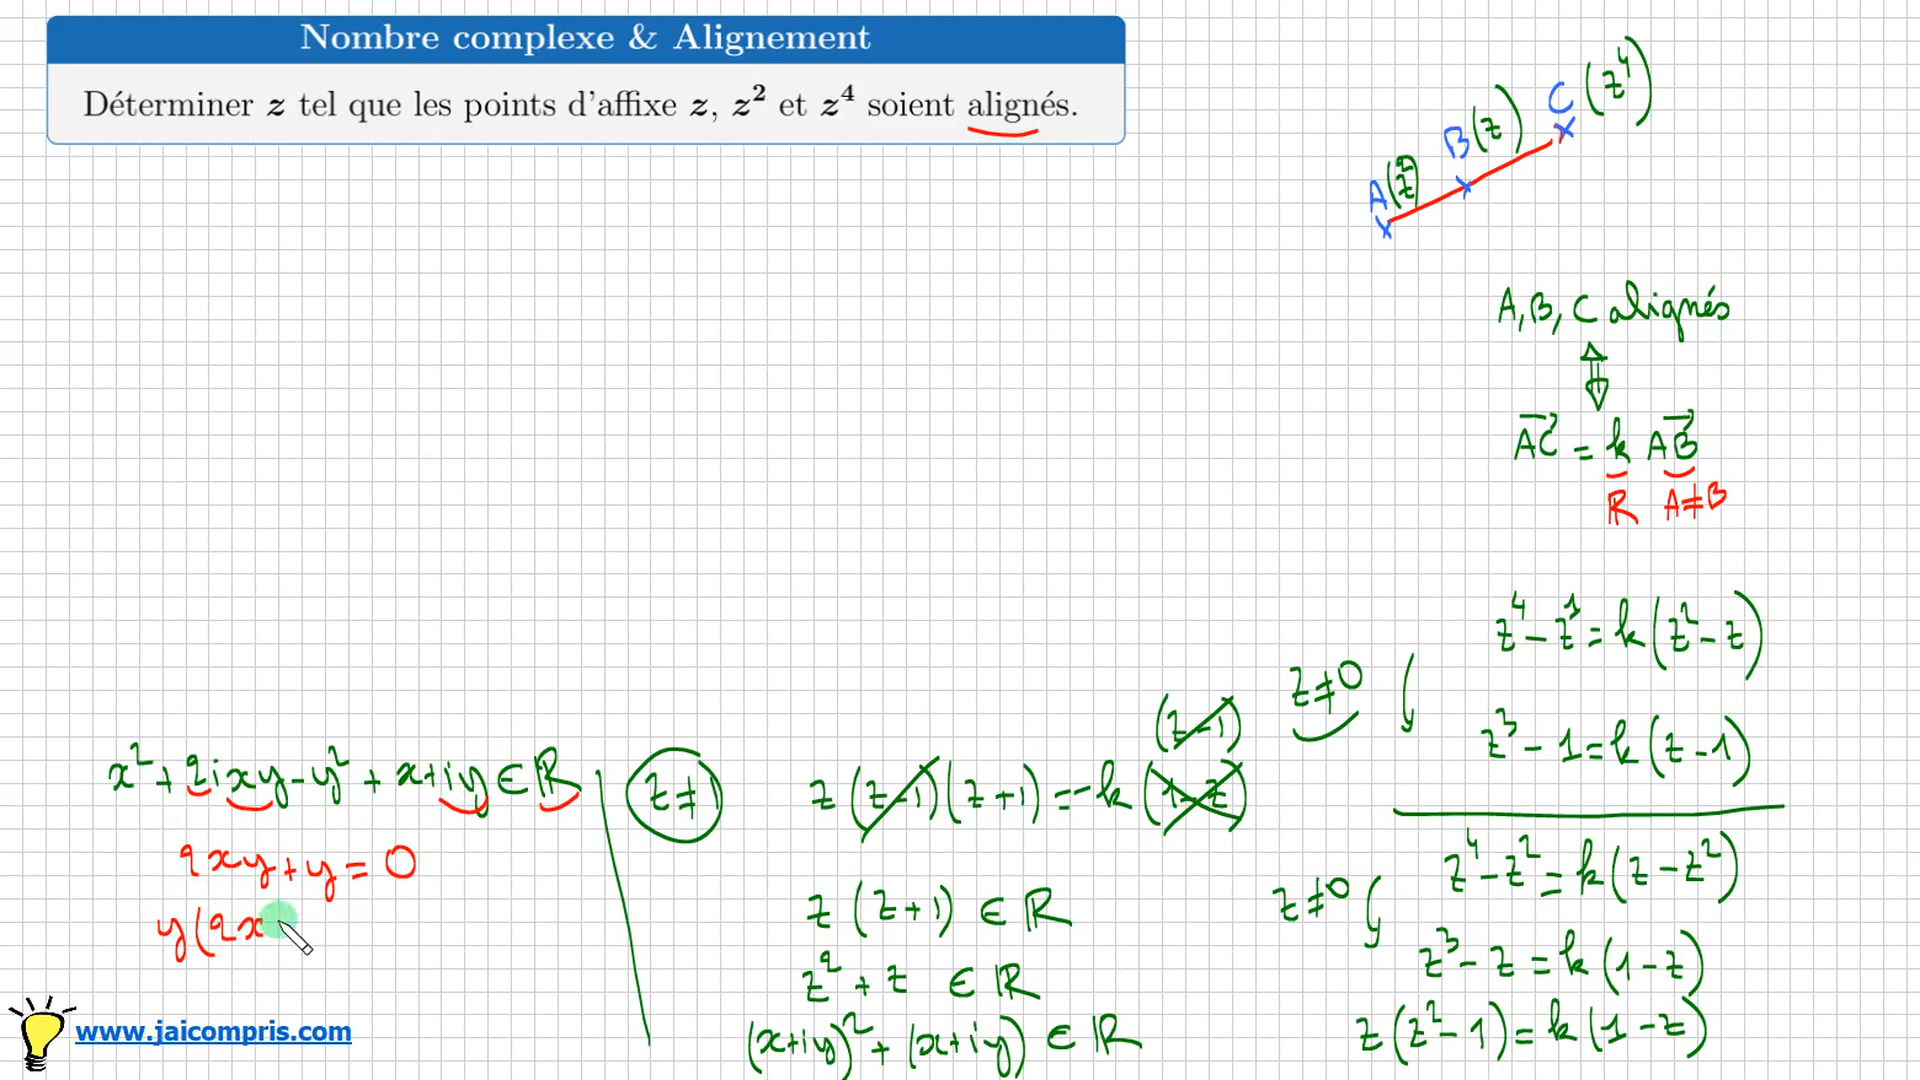 Nombre complexe & Alignement
Déterminer z tel que les points d'affixe z, z² et z⁴ soient alignés.
A(z²) B(z) C(z⁴)
A, B, C alignés
⇕
AC⃗ = k AB⃗
R A≠B
z⁴ - z¹ = k(z² - z)
z≠0
z³ - 1 = k(z - 1)
z⁴ - z² = k(z - z²)
z≠0
z³ - z = k(1 - z)
z(z² - 1) = k(1 - z)
(z-1)
z(z-1)(z+1) = -k(1-z)
z≠1
z(z+1) ∈ R
z² + z ∈ R
(x+iy)² + (x+iy) ∈ R
x² + 2ixy - y² + x + iy ∈ R
2xy + y = 0
y(2x
www.jaicompris.com